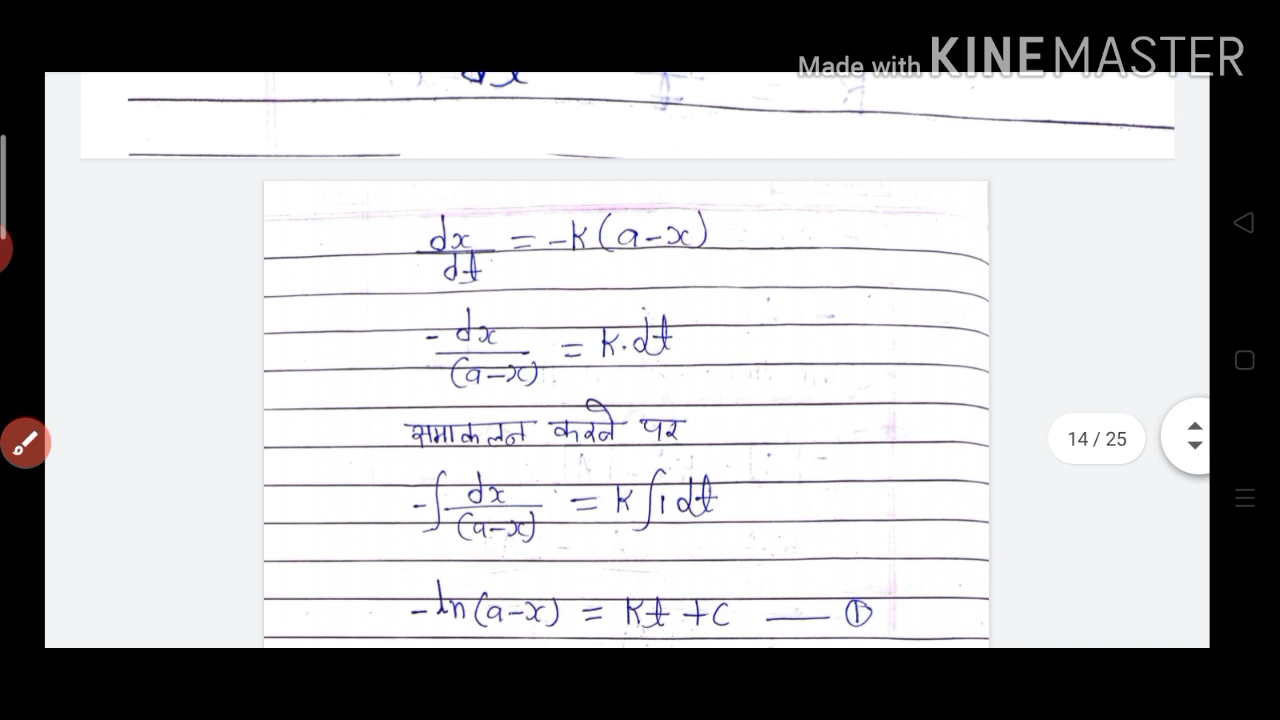 Made with KINEMASTER
dx/dt = -K(a-x)
- dx/(a-x) = K.dt
समाकलन करने पर
14 / 25
-∫ dx/(a-x) = K∫1 dt
-ln(a-x) = Kt + C —— ①